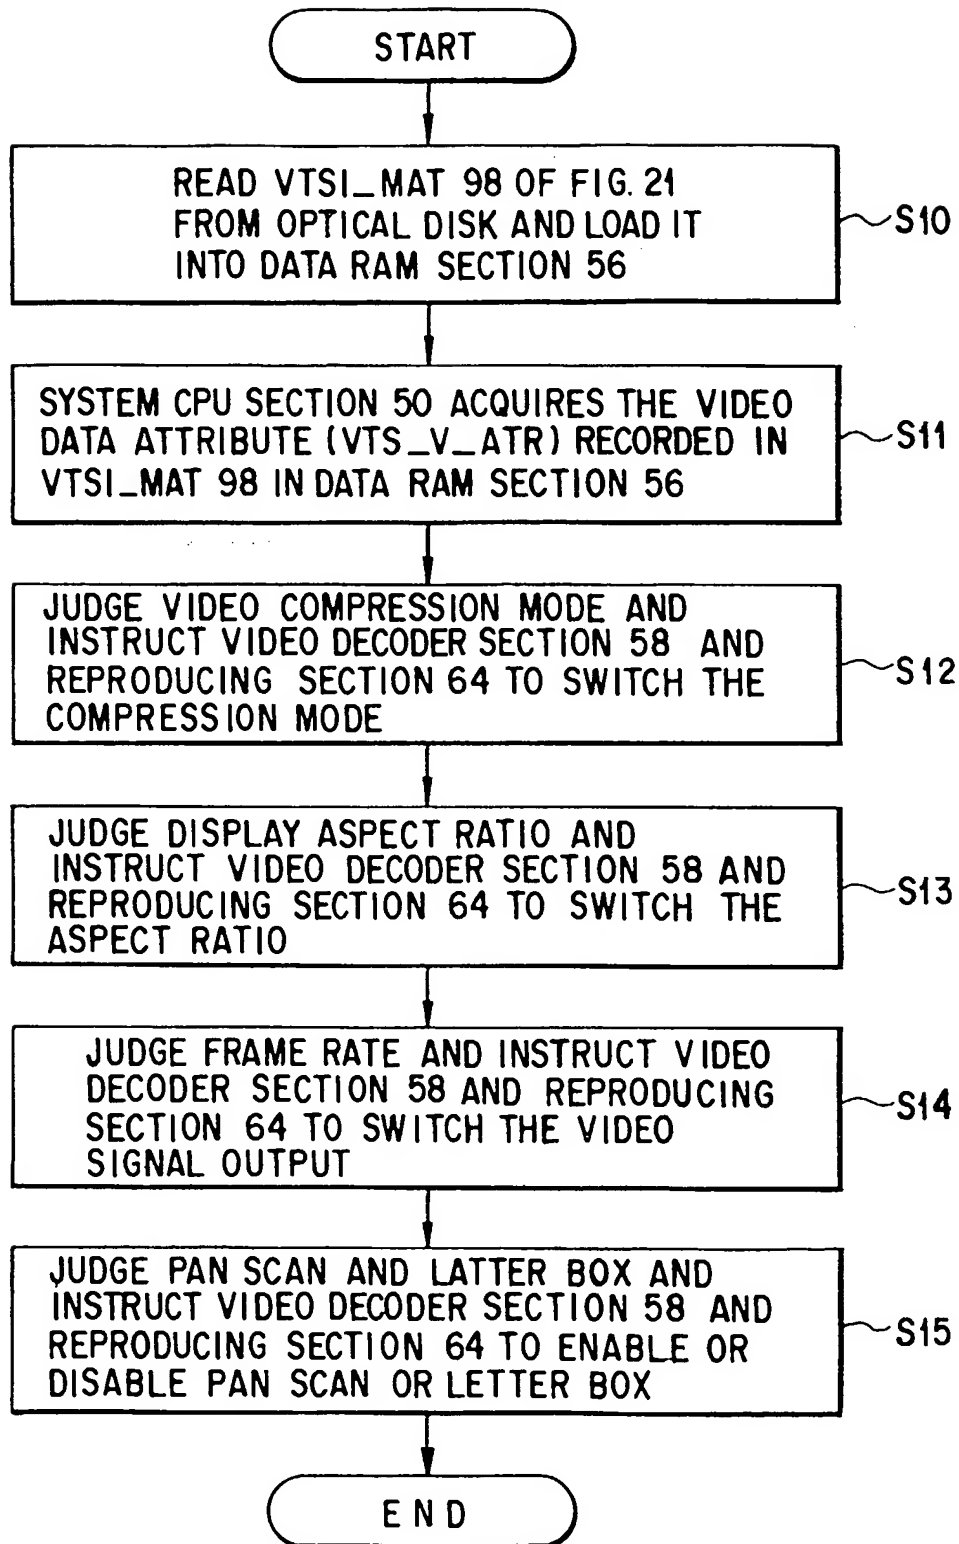 START
READ VTSI_MAT 98 OF FIG. 21
FROM OPTICAL DISK AND LOAD IT
INTO DATA RAM SECTION 56
S10
SYSTEM CPU SECTION 50 ACQUIRES THE VIDEO
DATA ATTRIBUTE (VTS_V_ATR) RECORDED IN
VTSI_MAT 98 IN DATA RAM SECTION 56
S11
JUDGE VIDEO COMPRESSION MODE AND
INSTRUCT VIDEO DECODER SECTION 58 AND
REPRODUCING SECTION 64 TO SWITCH THE
COMPRESSION MODE
S12
JUDGE DISPLAY ASPECT RATIO AND
INSTRUCT VIDEO DECODER SECTION 58 AND
REPRODUCING SECTION 64 TO SWITCH THE
ASPECT RATIO
S13
JUDGE FRAME RATE AND INSTRUCT VIDEO
DECODER SECTION 58 AND REPRODUCING
SECTION 64 TO SWITCH THE VIDEO
SIGNAL OUTPUT
S14
JUDGE PAN SCAN AND LATTER BOX AND
INSTRUCT VIDEO DECODER SECTION 58 AND
REPRODUCING SECTION 64 TO ENABLE OR
DISABLE PAN SCAN OR LETTER BOX
S15
END